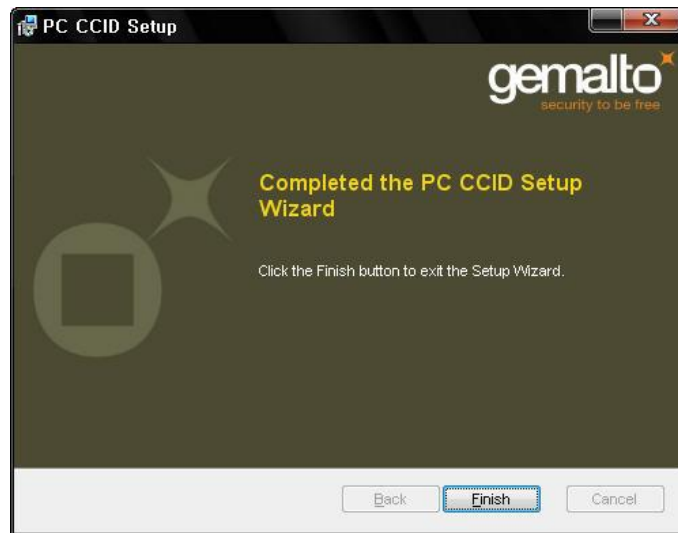 PC CCID Setup
gemalto
security to be free
Completed the PC CCID Setup
Wizard
Click the Finish button to exit the Setup Wizard.
Back Finish Cancel